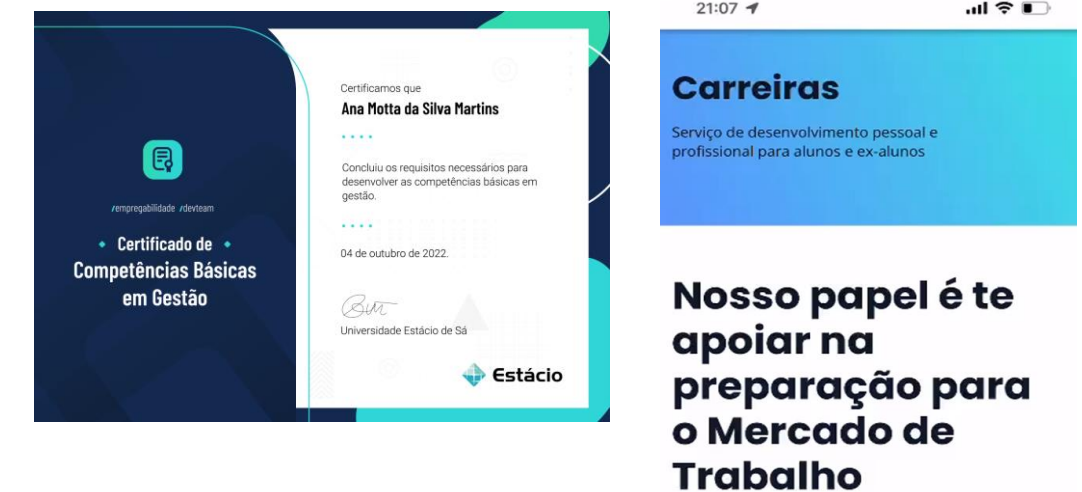 /empregabilidade /devteam
Certificado de
Competências Básicas
em Gestão
Certificamos que
Ana Motta da Silva Martins
Concluiu os requisitos necessários para
desenvolver as competências básicas em
gestão.
04 de outubro de 2022.
Universidade Estácio de Sá
Estácio
21:07
Carreiras
Serviço de desenvolvimento pessoal e
profissional para alunos e ex-alunos
Nosso papel é te
apoiar na
preparação para
o Mercado de
Trabalho